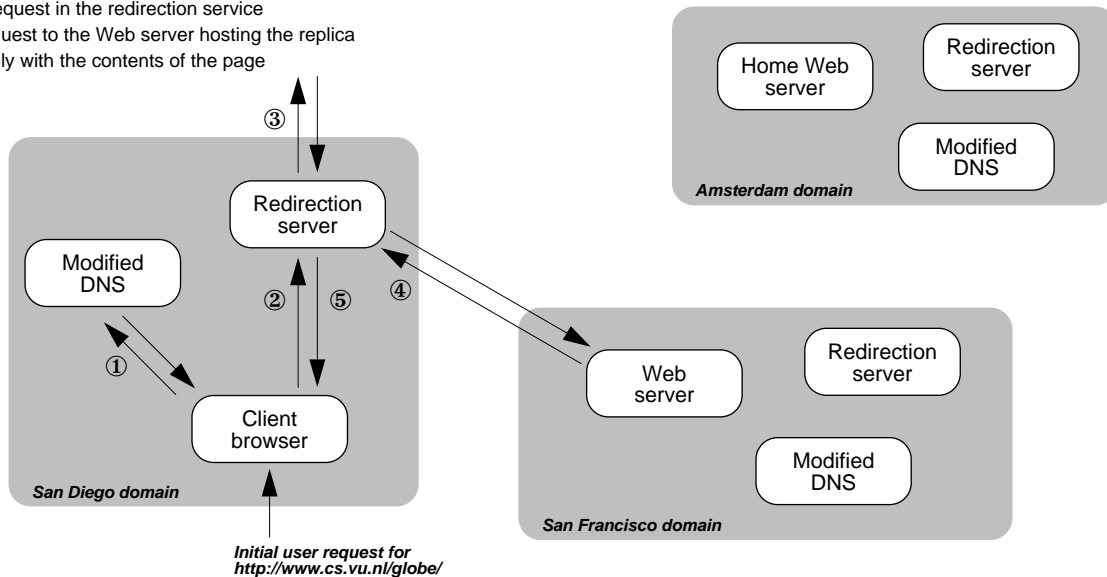 request in the redirection service
quest to the Web server hosting the replica
ly with the contents of the page
Home Web
server
Redirection
server
Modified
DNS
Amsterdam domain
③
Redirection
server
Modified
DNS
②
⑤
④
①
Client
browser
San Diego domain
Web
server
Redirection
server
Modified
DNS
San Francisco domain
Initial user request for
http://www.cs.vu.nl/globe/